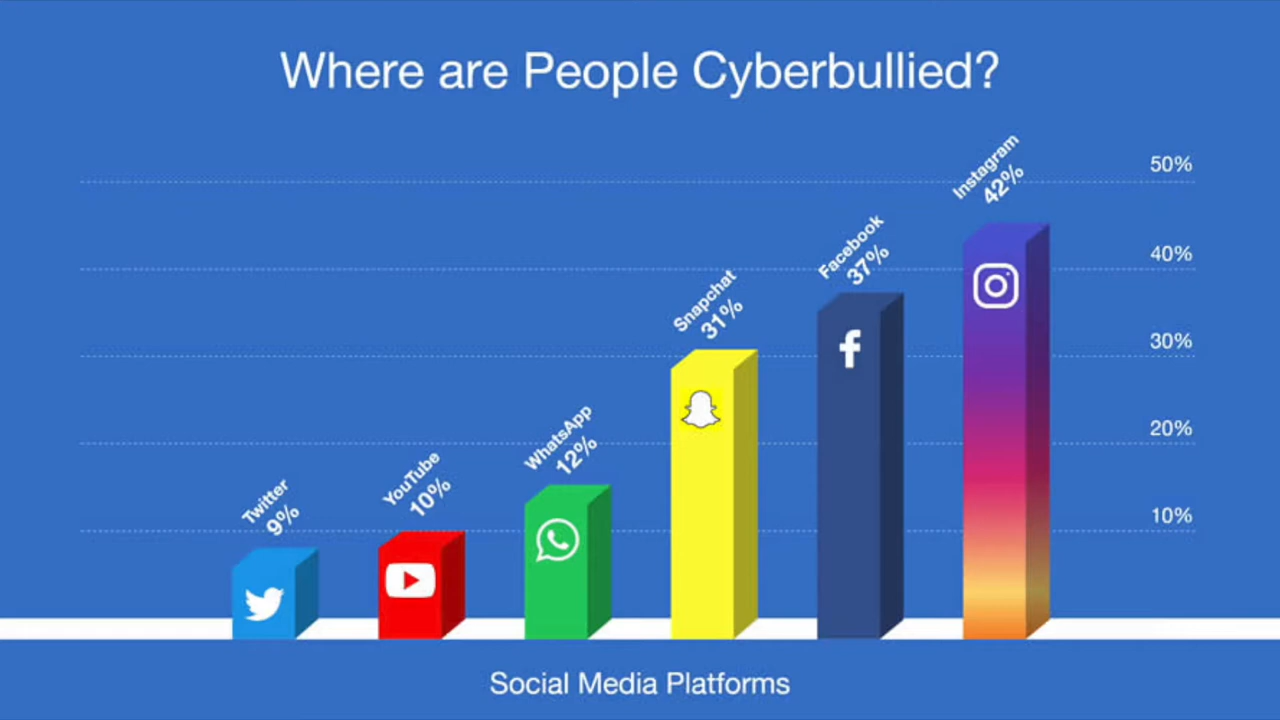 Where are People Cyberbullied?
Twitter
9%
YouTube
10%
WhatsApp
12%
Snapchat
31%
Facebook
37%
Instagram
42%
50%
40%
30%
20%
10%
Social Media Platforms